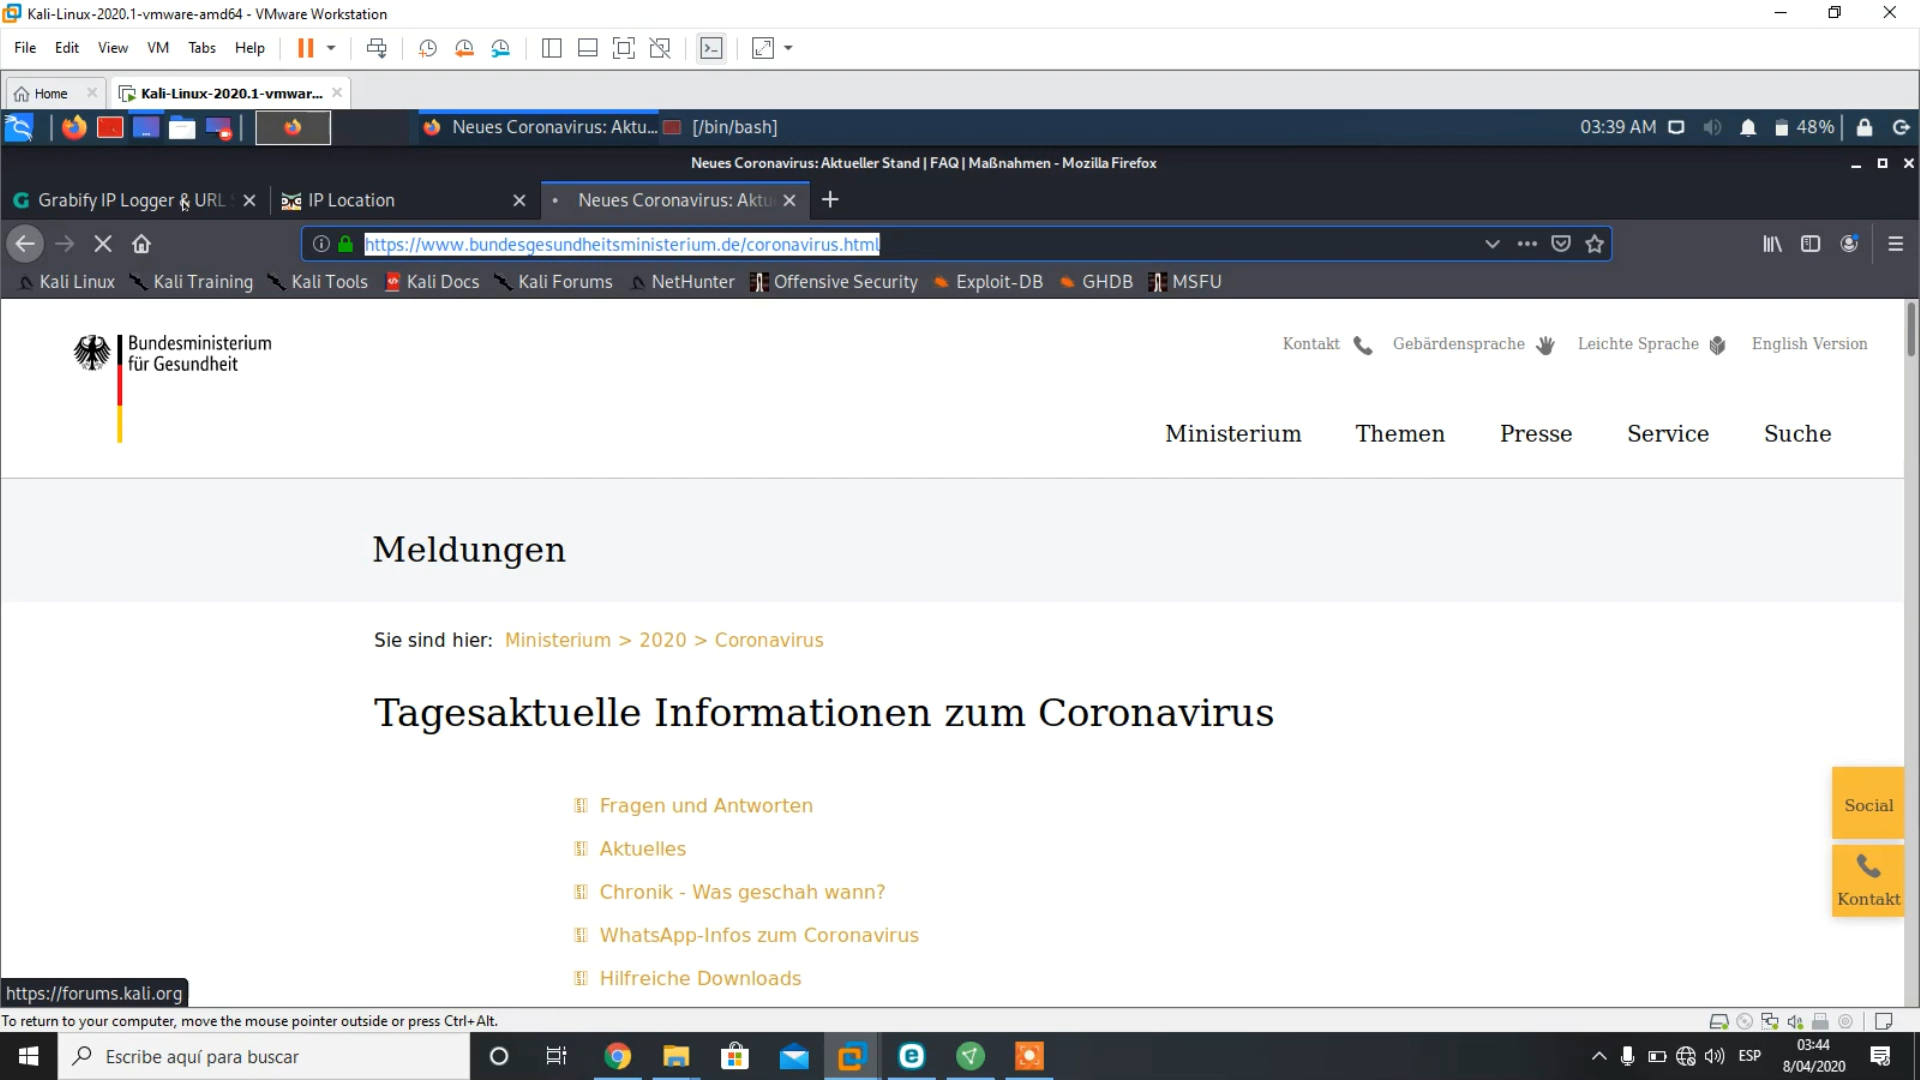 Kali-Linux-2020.1-vmware-amd64 - VMware Workstation
File Edit View VM Tabs Help
Home Kali-Linux-2020.1-vmwar...
Neues Coronavirus: Aktu... [/bin/bash] 03:39 AM 48%
Neues Coronavirus: Aktueller Stand | FAQ | Maßnahmen - Mozilla Firefox
Grabify IP Logger & URL S IP Location Neues Coronavirus: Aktu
https://www.bundesgesundheitsministerium.de/coronavirus.html
Kali Linux Kali Training Kali Tools Kali Docs Kali Forums NetHunter Offensive Security Exploit-DB GHDB MSFU
Bundesministerium
für Gesundheit
Kontakt Gebärdensprache Leichte Sprache English Version
Ministerium Themen Presse Service Suche
Meldungen
Sie sind hier: Ministerium > 2020 > Coronavirus
Tagesaktuelle Informationen zum Coronavirus
Fragen und Antworten
Aktuelles
Chronik - Was geschah wann?
WhatsApp-Infos zum Coronavirus
Hilfreiche Downloads
Social
Kontakt
https://forums.kali.org
To return to your computer, move the mouse pointer outside or press Ctrl+Alt.
Escribe aquí para buscar
ESP
03:44
8/04/2020